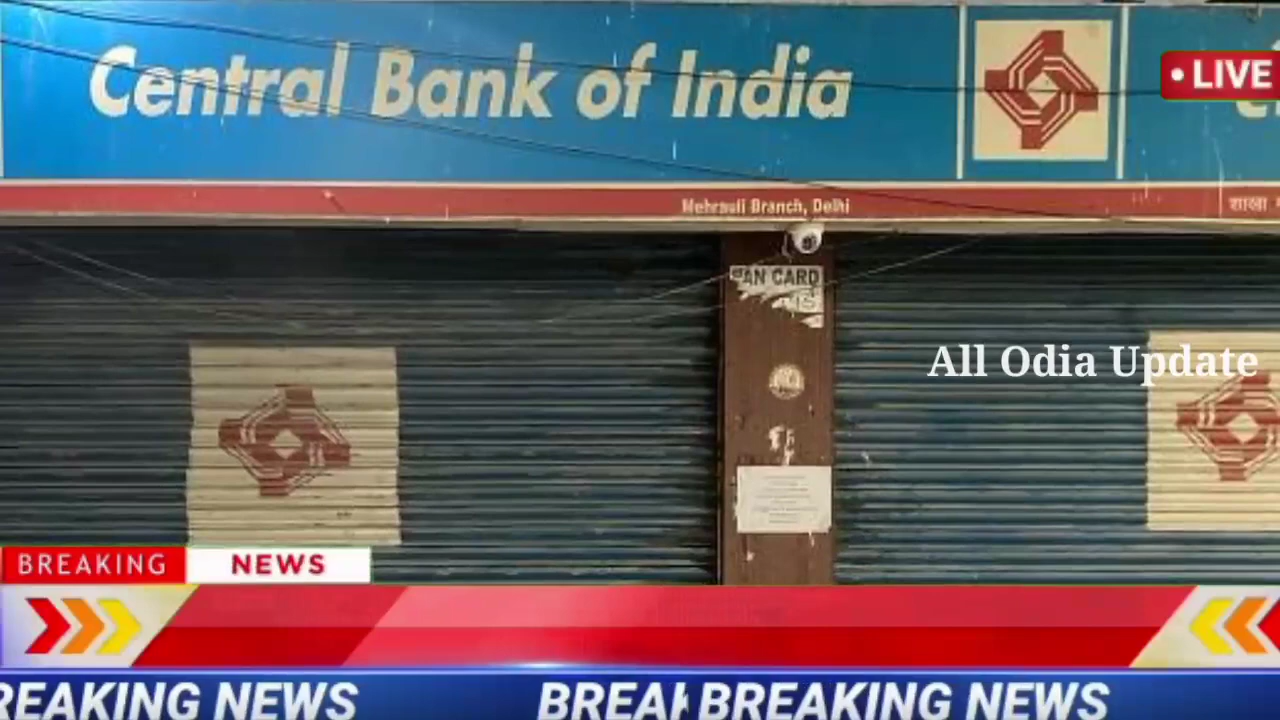 Central Bank of India
LIVE
Mehrauli Branch, Delhi
शाखा
AN CARD
All Odia Update
BREAKING NEWS
REAKING NEWS
BREA
BREAKING NEWS